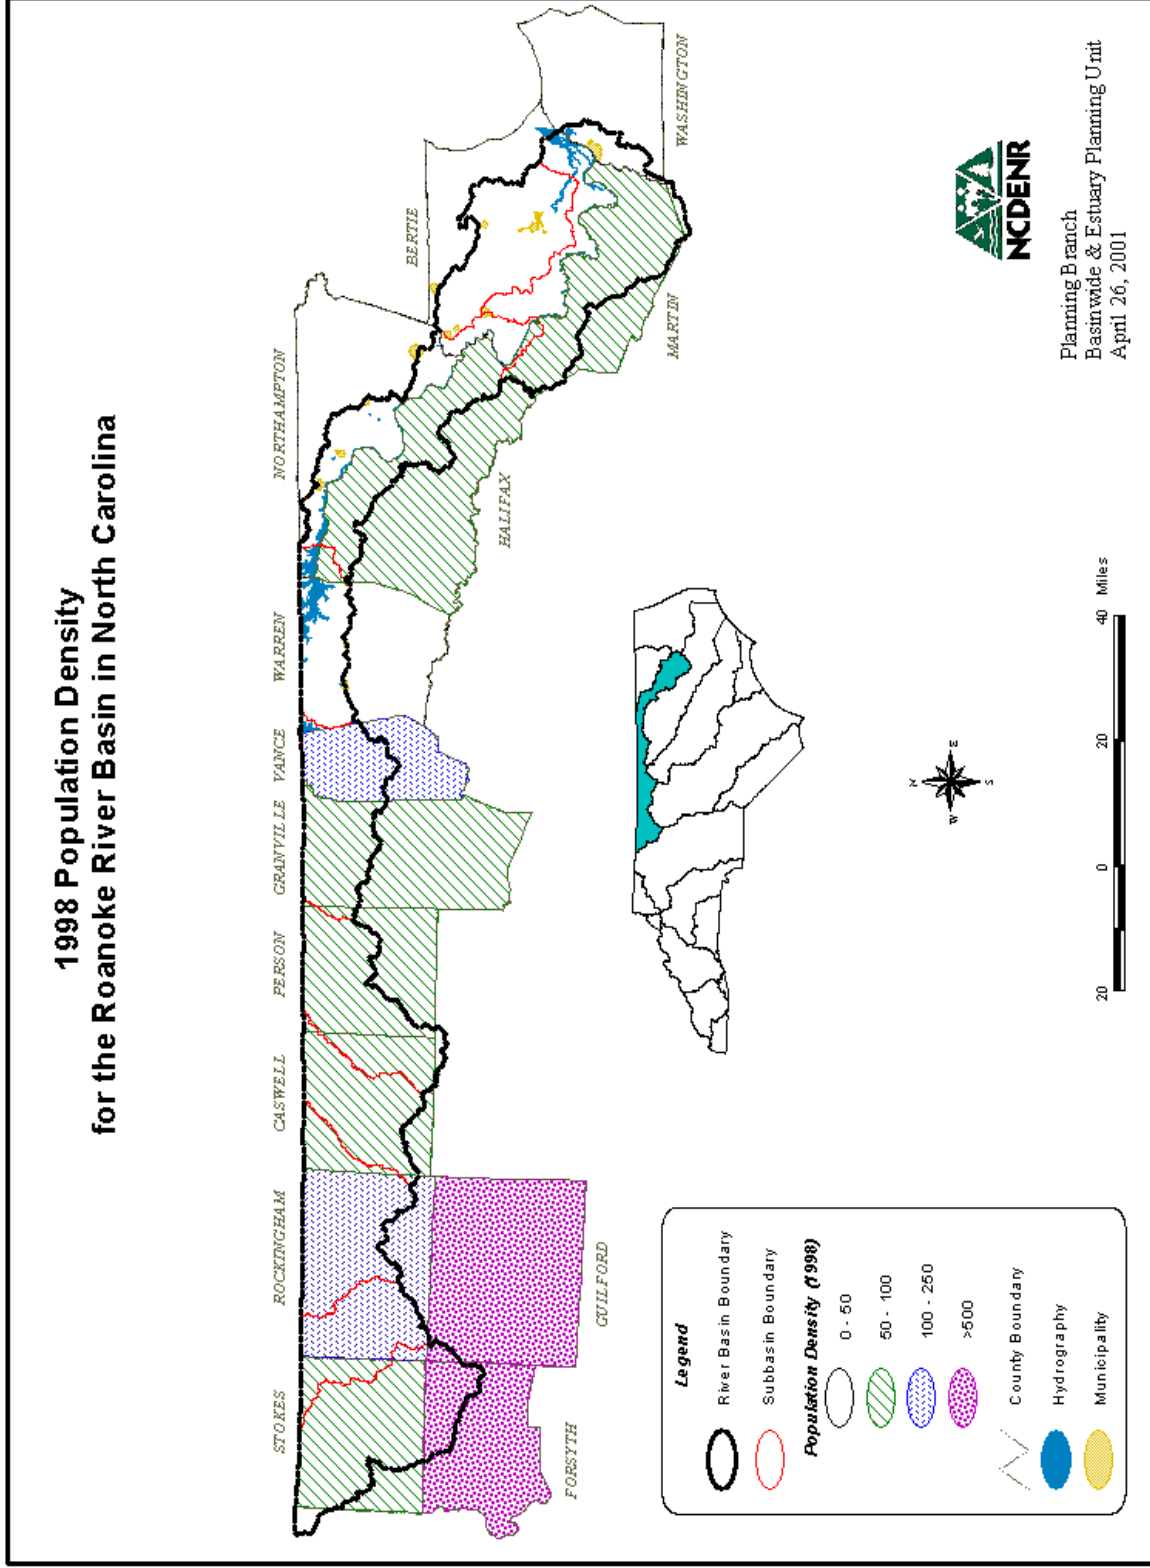 1998 Population Density
for the Roanoke River Basin in North Carolina
STOKES
ROCKINGHAM
CASWELL
PERSON
GRANVILLE
VANCE
WARREN
NORTHAMPTON
BERTIE
FORSYTH
GUILFORD
HALIFAX
MARTIN
WASHINGTON
Legend
River Basin Boundary
Subbasin Boundary
Population Density (1998)
0 - 50
50 - 100
100 - 250
>500
County Boundary
Hydrography
Municipality
N
W
E
S
20
0
20
40
Miles
NCDENR
Planning Branch
Basinwide & Estuary Planning Unit
April 26, 2001